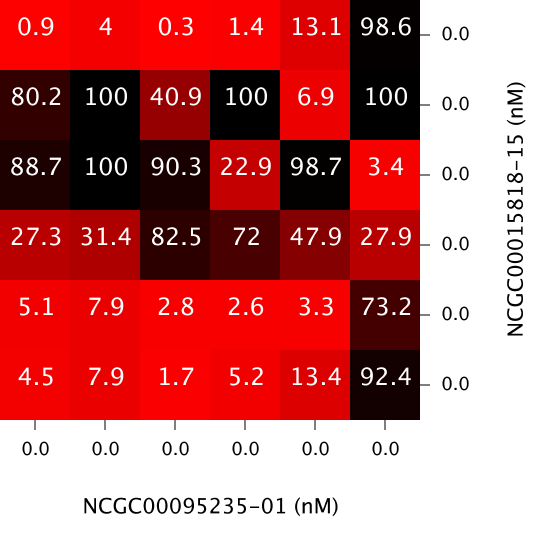 0.9 4 0.3 1.4 13.1 98.6 0.0
80.2 100 40.9 100 6.9 100 0.0
88.7 100 90.3 22.9 98.7 3.4 0.0
27.3 31.4 82.5 72 47.9 27.9 0.0
5.1 7.9 2.8 2.6 3.3 73.2 0.0
4.5 7.9 1.7 5.2 13.4 92.4 0.0
0.0 0.0 0.0 0.0 0.0 0.0
NCGC00095235-01 (nM)
NCGC00015818-15 (nM)